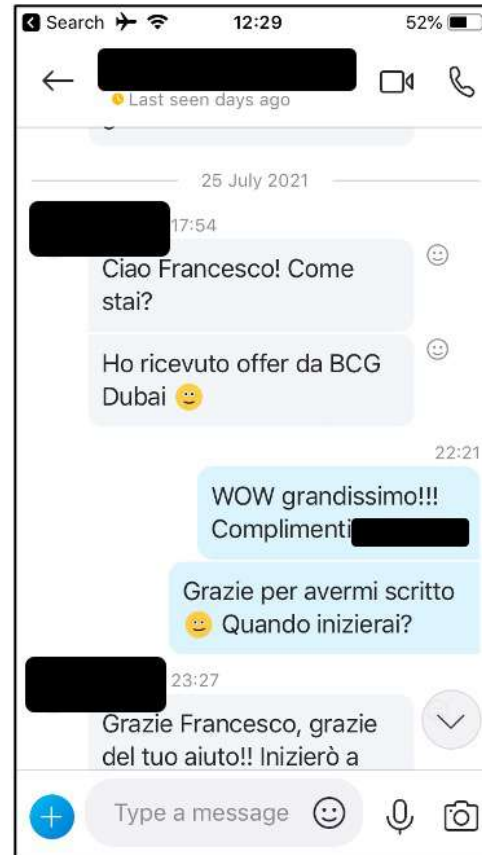 Search 12:29 52%
Last seen days ago
25 July 2021
17:54
Ciao Francesco! Come
stai?
Ho ricevuto offer da BCG
Dubai
22:21
WOW grandissimo!!!
Complimenti
Grazie per avermi scritto
Quando inizierai?
23:27
Grazie Francesco, grazie
del tuo aiuto!! Inizierò a
Type a message